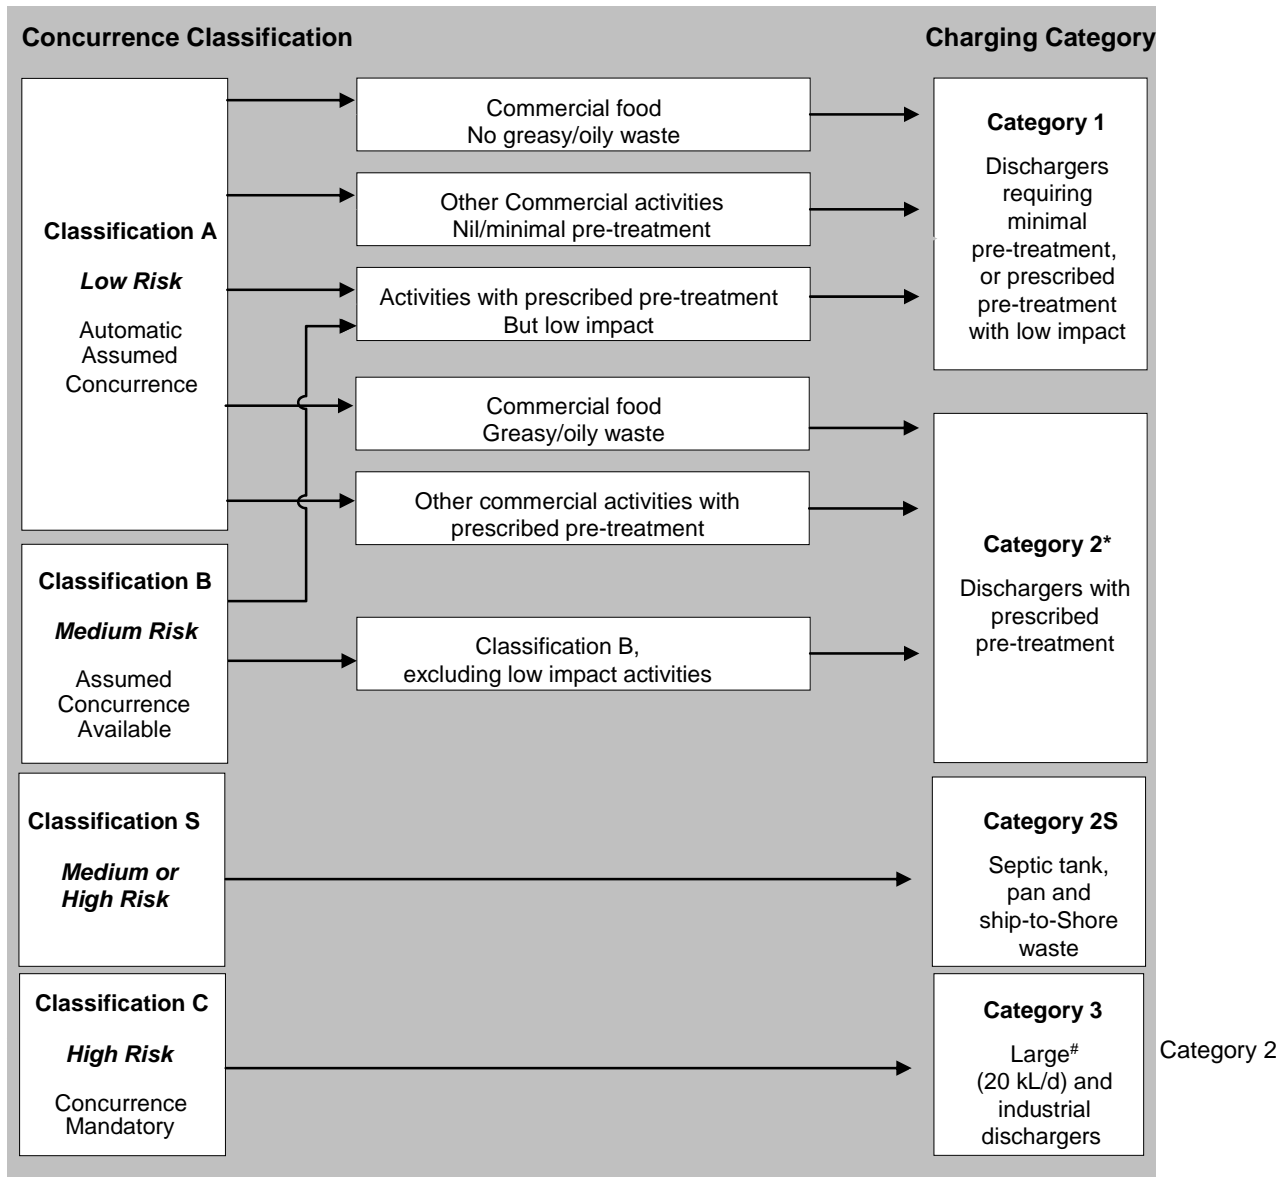 Concurrence Classification
Charging Category
Classification A
Low Risk
Automatic
Assumed
Concurrence
Commercial food
No greasy/oily waste
Other Commercial activities
Nil/minimal pre-treatment
Activities with prescribed pre-treatment
But low impact
Commercial food
Greasy/oily waste
Other commercial activities with
prescribed pre-treatment
Category 1
Dischargers
requiring
minimal
pre-treatment,
or prescribed
pre-treatment
with low impact
Classification B
Medium Risk
Assumed
Concurrence
Available
Classification B,
excluding low impact activities
Category 2*
Dischargers with
prescribed
pre-treatment
Classification S
Medium or
High Risk
Category 2S
Septic tank,
pan and
ship-to-Shore
waste
Classification C
High Risk
Concurrence
Mandatory
Category 3
Large#
(20 kL/d) and
industrial
dischargers
Category 2